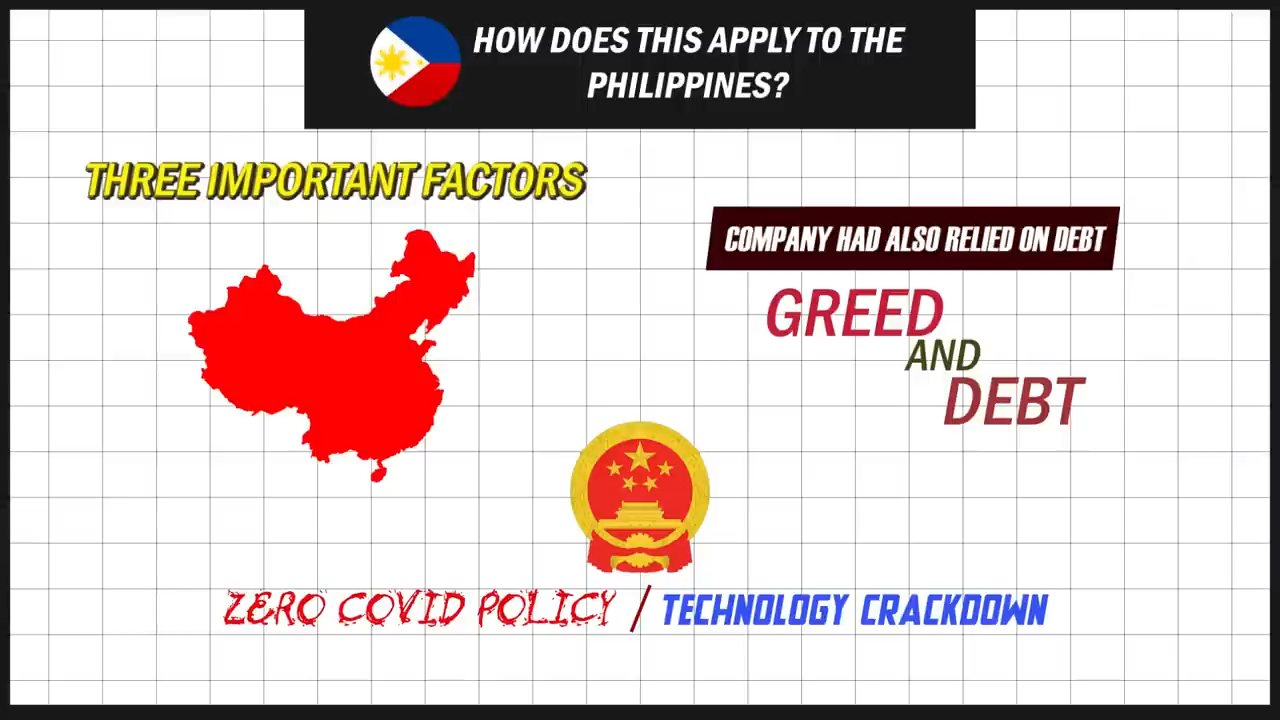 HOW DOES THIS APPLY TO THE
PHILIPPINES?
THREE IMPORTANT FACTORS
COMPANY HAD ALSO RELIED ON DEBT
GREED
AND
DEBT
ZERO COVID POLICY / TECHNOLOGY CRACKDOWN